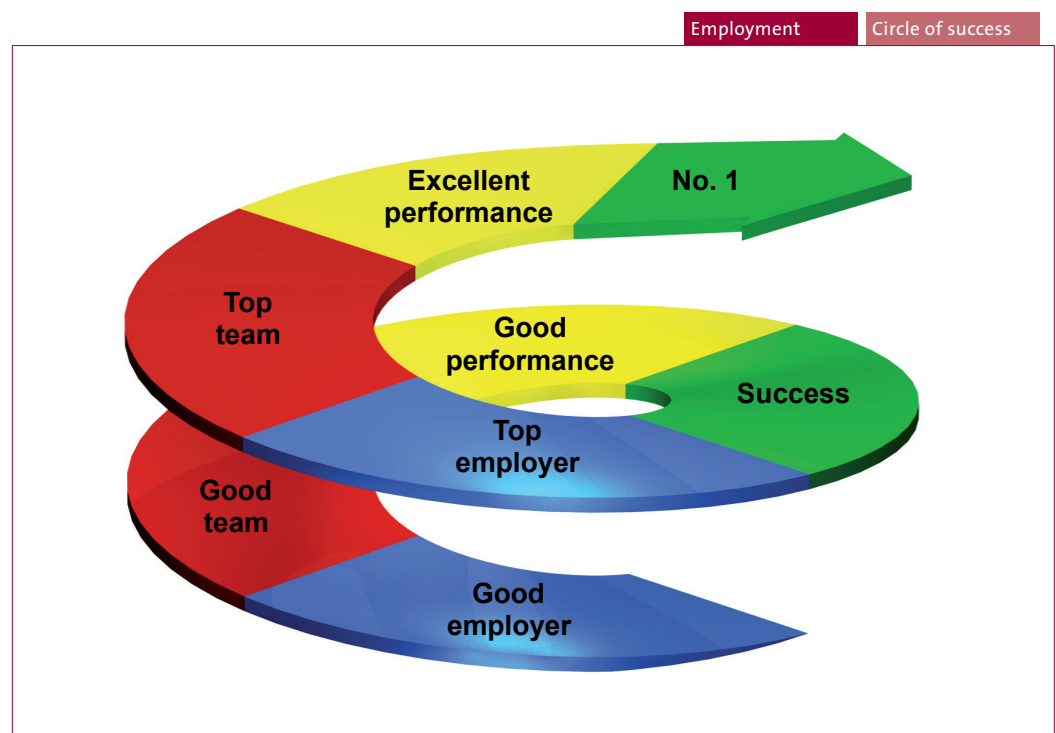 Employment
Circle of success
Excellent
performance
No. 1
Top
team
Good
performance
Success
Top
employer
Good
team
Good
employer